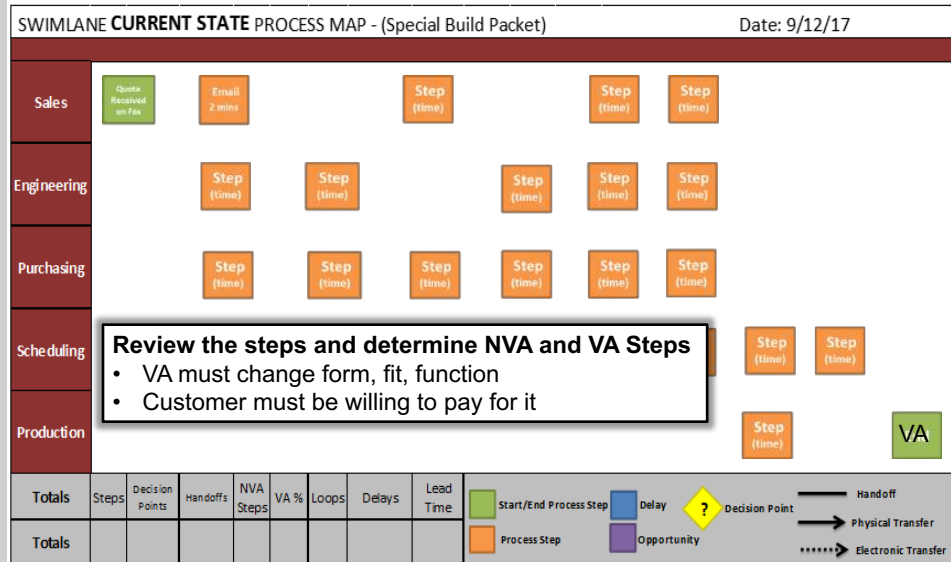 SWIMLANE CURRENT STATE PROCESS MAP - (Special Build Packet) Date: 9/12/17
Sales
Quota
Received
on Fax
Email
2 mins
Step
(time)
Step
(time)
Step
(time)
Engineering
Step
(time)
Step
(time)
Step
(time)
Step
(time)
Step
(time)
Purchasing
Step
(time)
Step
(time)
Step
(time)
Step
(time)
Step
(time)
Step
(time)
Scheduling
Step
(time)
Step
(time)
Review the steps and determine NVA and VA Steps
• VA must change form, fit, function
• Customer must be willing to pay for it
Production
Step
(time)
VA
Totals
Steps
Decision
Points
Handoffs
NVA
Steps
VA %
Loops
Delays
Lead
Time
Totals
Start/End Process Step
Delay
?
Decision Point
Handoff
Physical Transfer
Process Step
Opportunity
Electronic Transfer